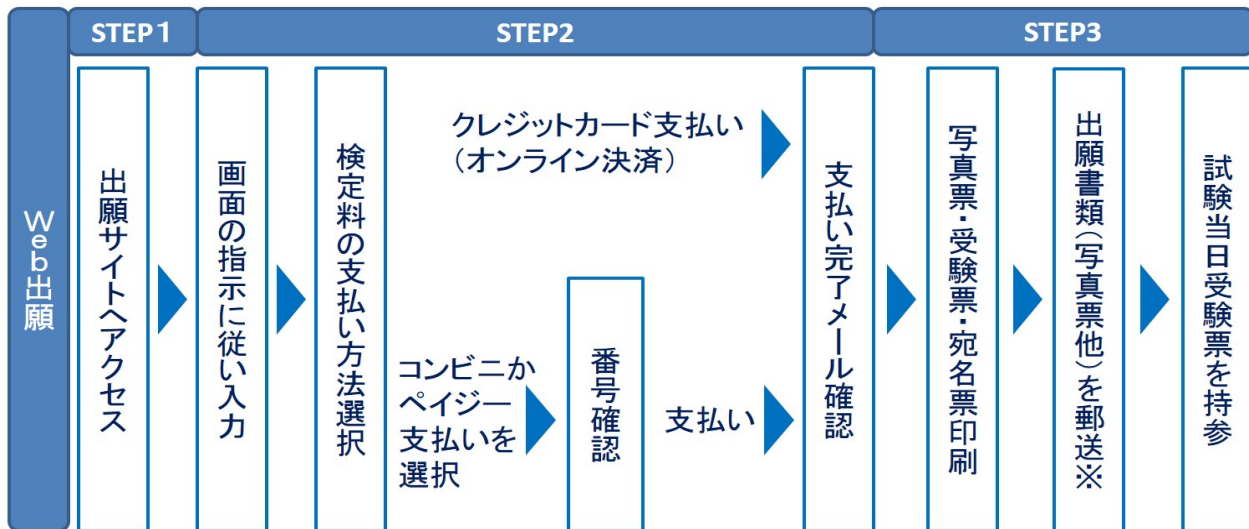 STEP1
STEP2
STEP3
Web出願
出願サイトへアクセス
画面の指示に従い入力
検定料の支払い方法選択
クレジットカード支払い
(オンライン決済)
コンビニか
ペイジー
支払いを
選択
番号確認
支払い
支払い完了メール確認
写真票・受験票・宛名票印刷
出願書類(写真票他)を郵送※
試験当日受験票を持参